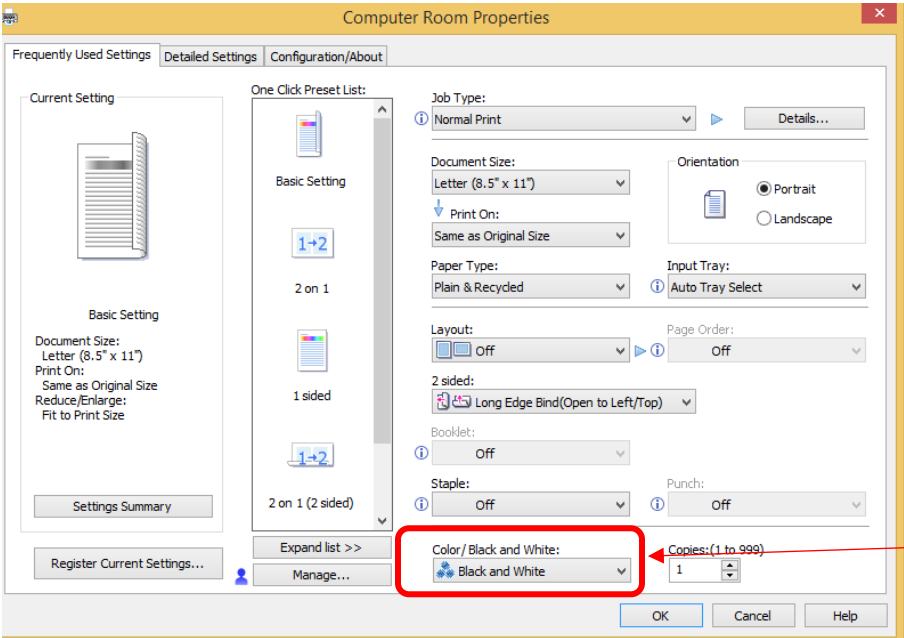 Computer Room Properties
Frequently Used Settings
Detailed Settings
Configuration/About
Current Setting
Basic Setting
Document Size:
Letter (8.5" x 11")
Print On:
Same as Original Size
Reduce/Enlarge:
Fit to Print Size
Settings Summary
Register Current Settings...
One Click Preset List:
Basic Setting
1→2
2 on 1
1 sided
1→2
2 on 1 (2 sided)
Expand list >>
Manage...
Job Type:
Normal Print
Details...
Document Size:
Letter (8.5" x 11")
Print On:
Same as Original Size
Orientation
Portrait
Landscape
Paper Type:
Plain & Recycled
Input Tray:
Auto Tray Select
Layout:
Off
Page Order:
Off
2 sided:
Long Edge Bind(Open to Left/Top)
Booklet:
Off
Staple:
Off
Punch:
Off
Color/ Black and White:
Black and White
Copies:(1 to 999)
1
OK
Cancel
Help